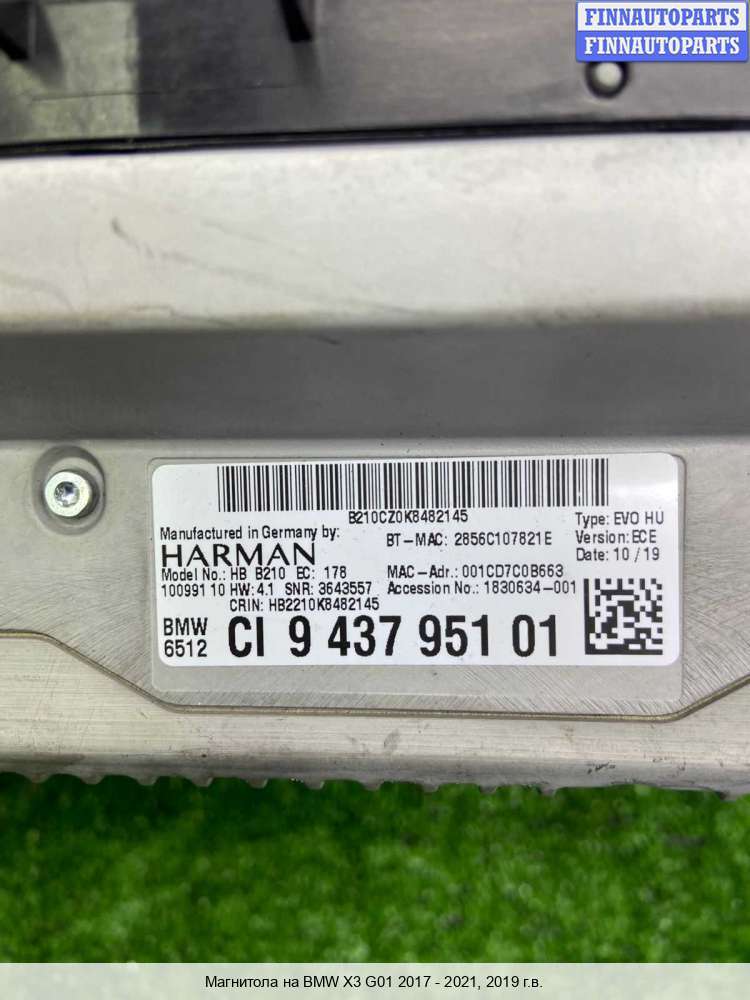 FINNAUTOPARTS
FINNAUTOPARTS
B210CZ0K8482145
Manufactured in Germany by:
HARMAN
BT-MAC: 2856C107821E
Type: EVO HU
Version: ECE
Date: 10 / 19
Model No.: HB B210 EC: 178
MAC-Adr.: 001CD7C0B663
100991 10 HW: 4.1 SNR: 3643557
Accession No.: 1830634-001
CRIN: HB2210K8482145
BMW
6512
CI 9 437 951 01
Магнитола на BMW X3 G01 2017 - 2021, 2019 г.в.